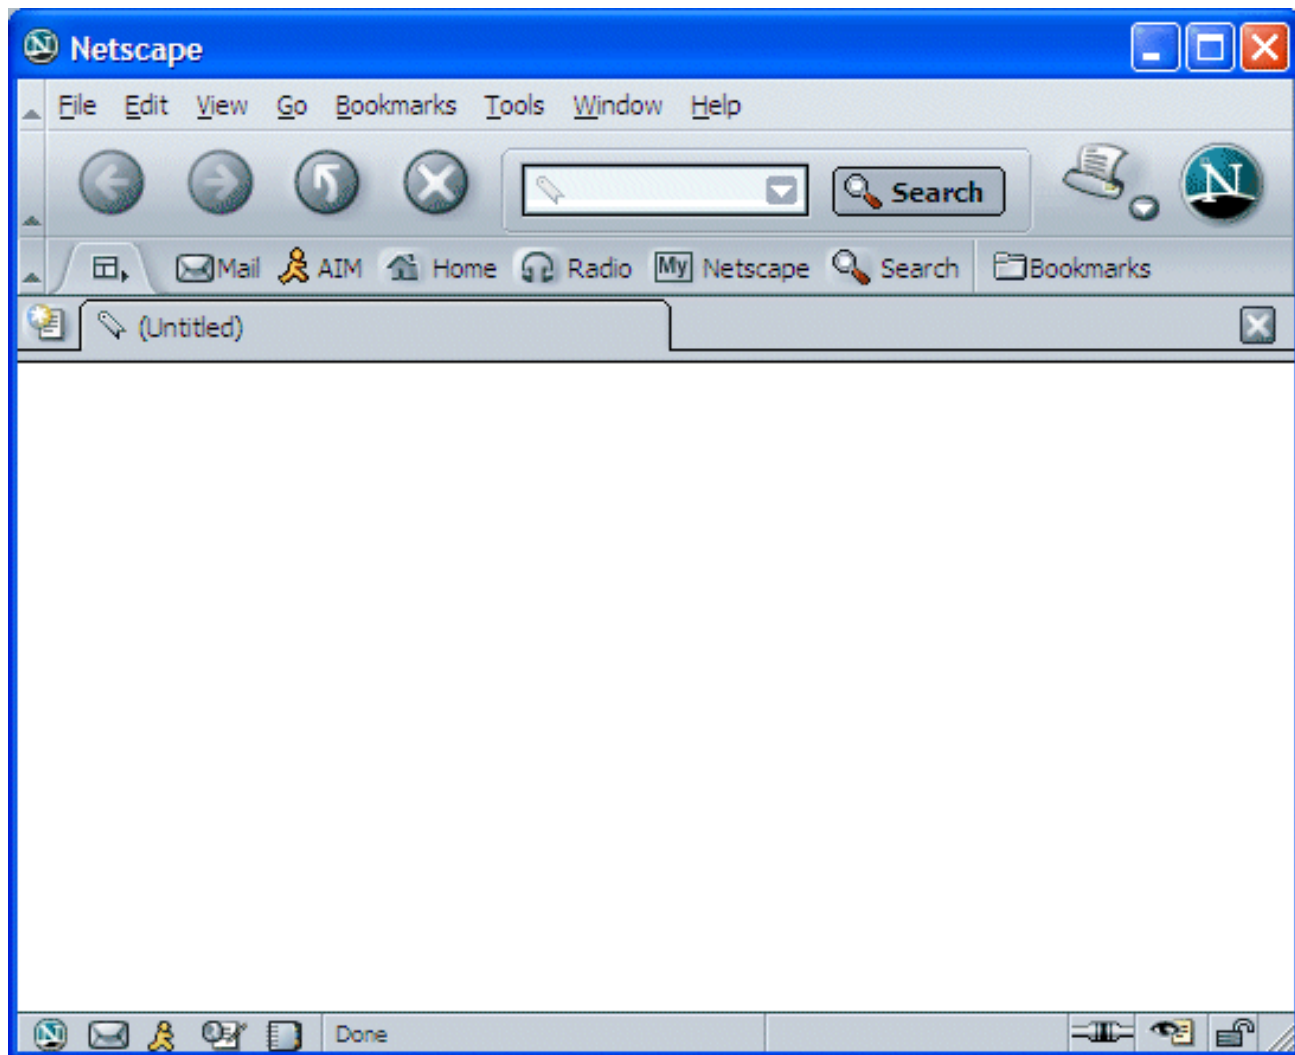 Netscape
File Edit View Go Bookmarks Tools Window Help
Search N
Mail AIM Home Radio My Netscape Search Bookmarks
(Untitled)
Done